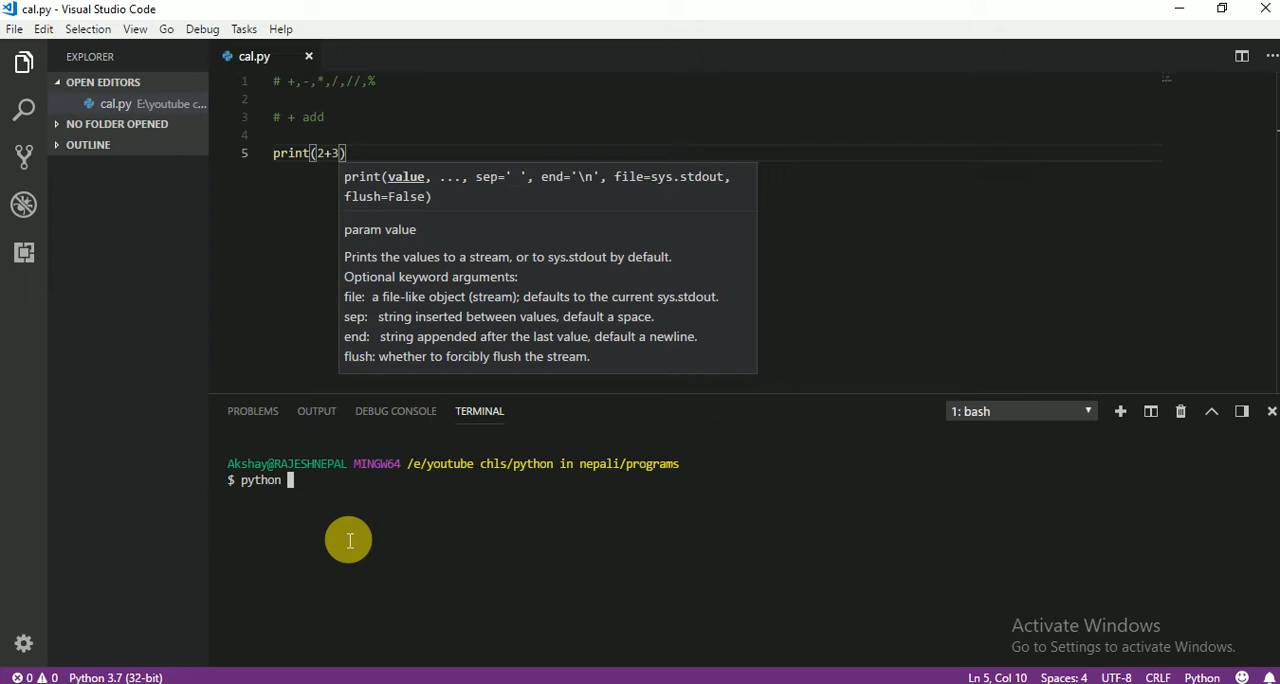 cal.py - Visual Studio Code
File Edit Selection View Go Debug Tasks Help
EXPLORER
OPEN EDITORS
cal.py E:\youtube c...
NO FOLDER OPENED
OUTLINE
cal.py
1 # +,-,*,/,//,%
2
3 # + add
4
5 print(2+3)
print(value, ..., sep=' ', end='\n', file=sys.stdout,
flush=False)
param value
Prints the values to a stream, or to sys.stdout by default.
Optional keyword arguments:
file: a file-like object (stream); defaults to the current sys.stdout.
sep: string inserted between values, default a space.
end: string appended after the last value, default a newline.
flush: whether to forcibly flush the stream.
PROBLEMS OUTPUT DEBUG CONSOLE TERMINAL 1: bash
Akshay@RAJESHNEPAL MINGW64 /e/youtube chls/python in nepali/programs
$ python
Activate Windows
Go to Settings to activate Windows.
0 0 Python 3.7 (32-bit) Ln 5, Col 10 Spaces: 4 UTF-8 CRLF Python